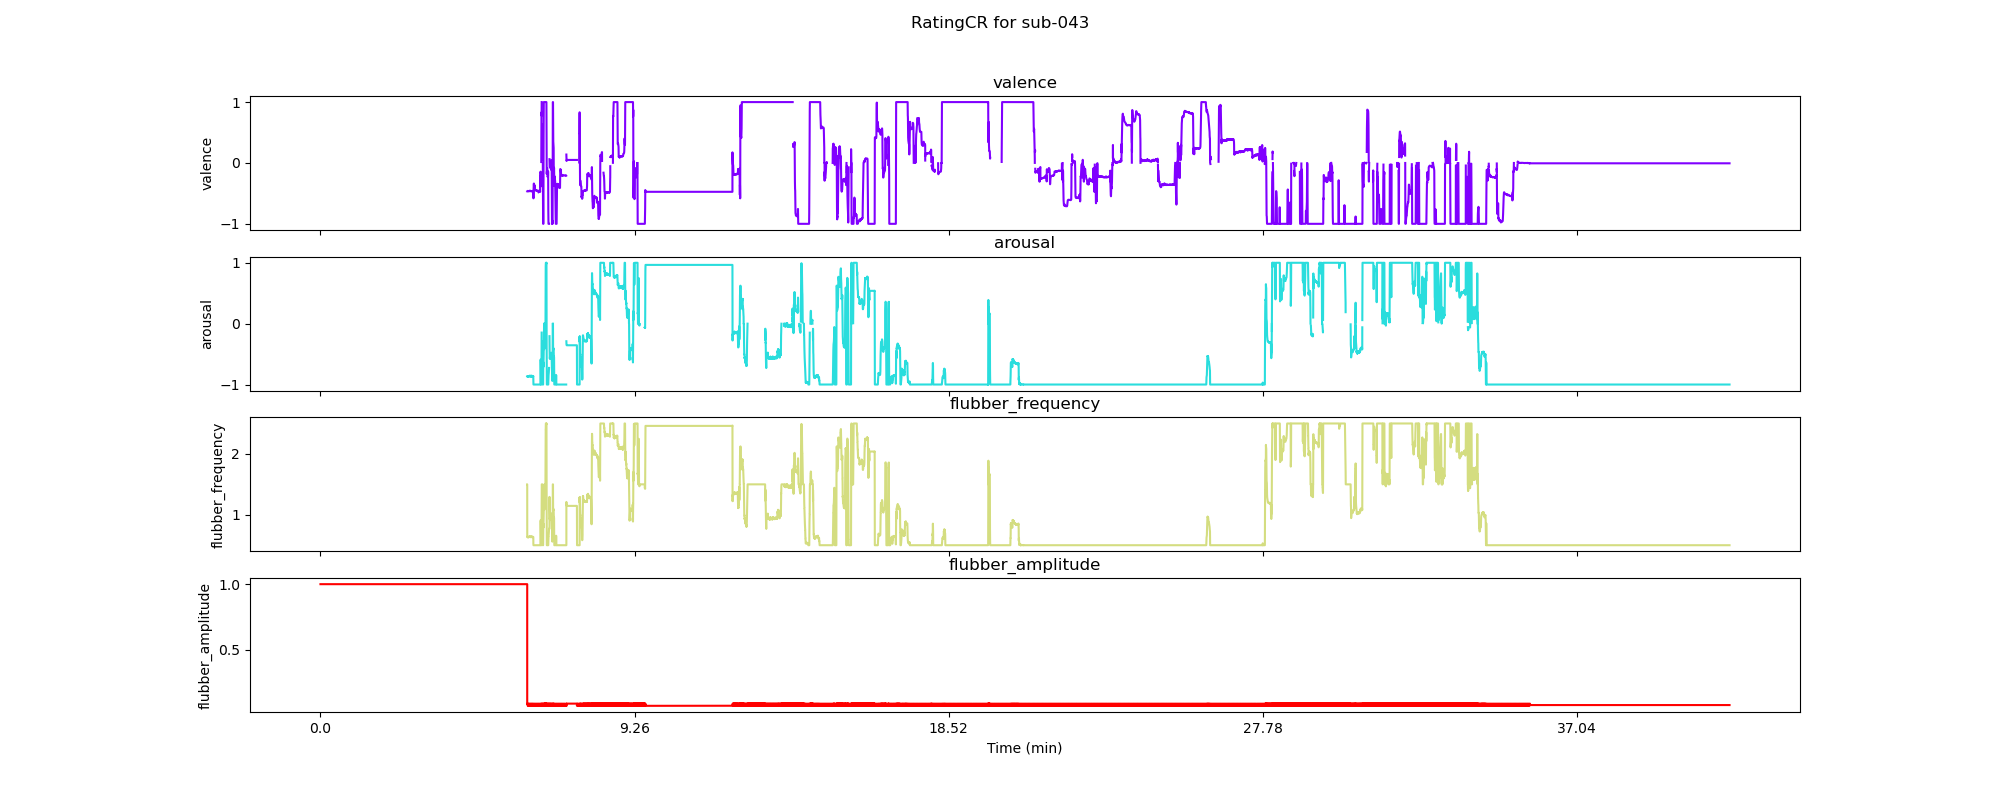 RatingCR for sub-043
valence
valence
1
0
−1
arousal
arousal
1
0
−1
flubber_frequency
flubber_frequency
2
1
flubber_amplitude
flubber_amplitude
1.0
0.5
0.0 9.26 18.52 27.78 37.04
Time (min)